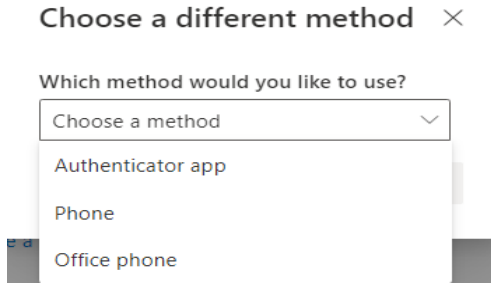 Choose a different method
Which method would you like to use?
Choose a method
Authenticator app
Phone
Office phone